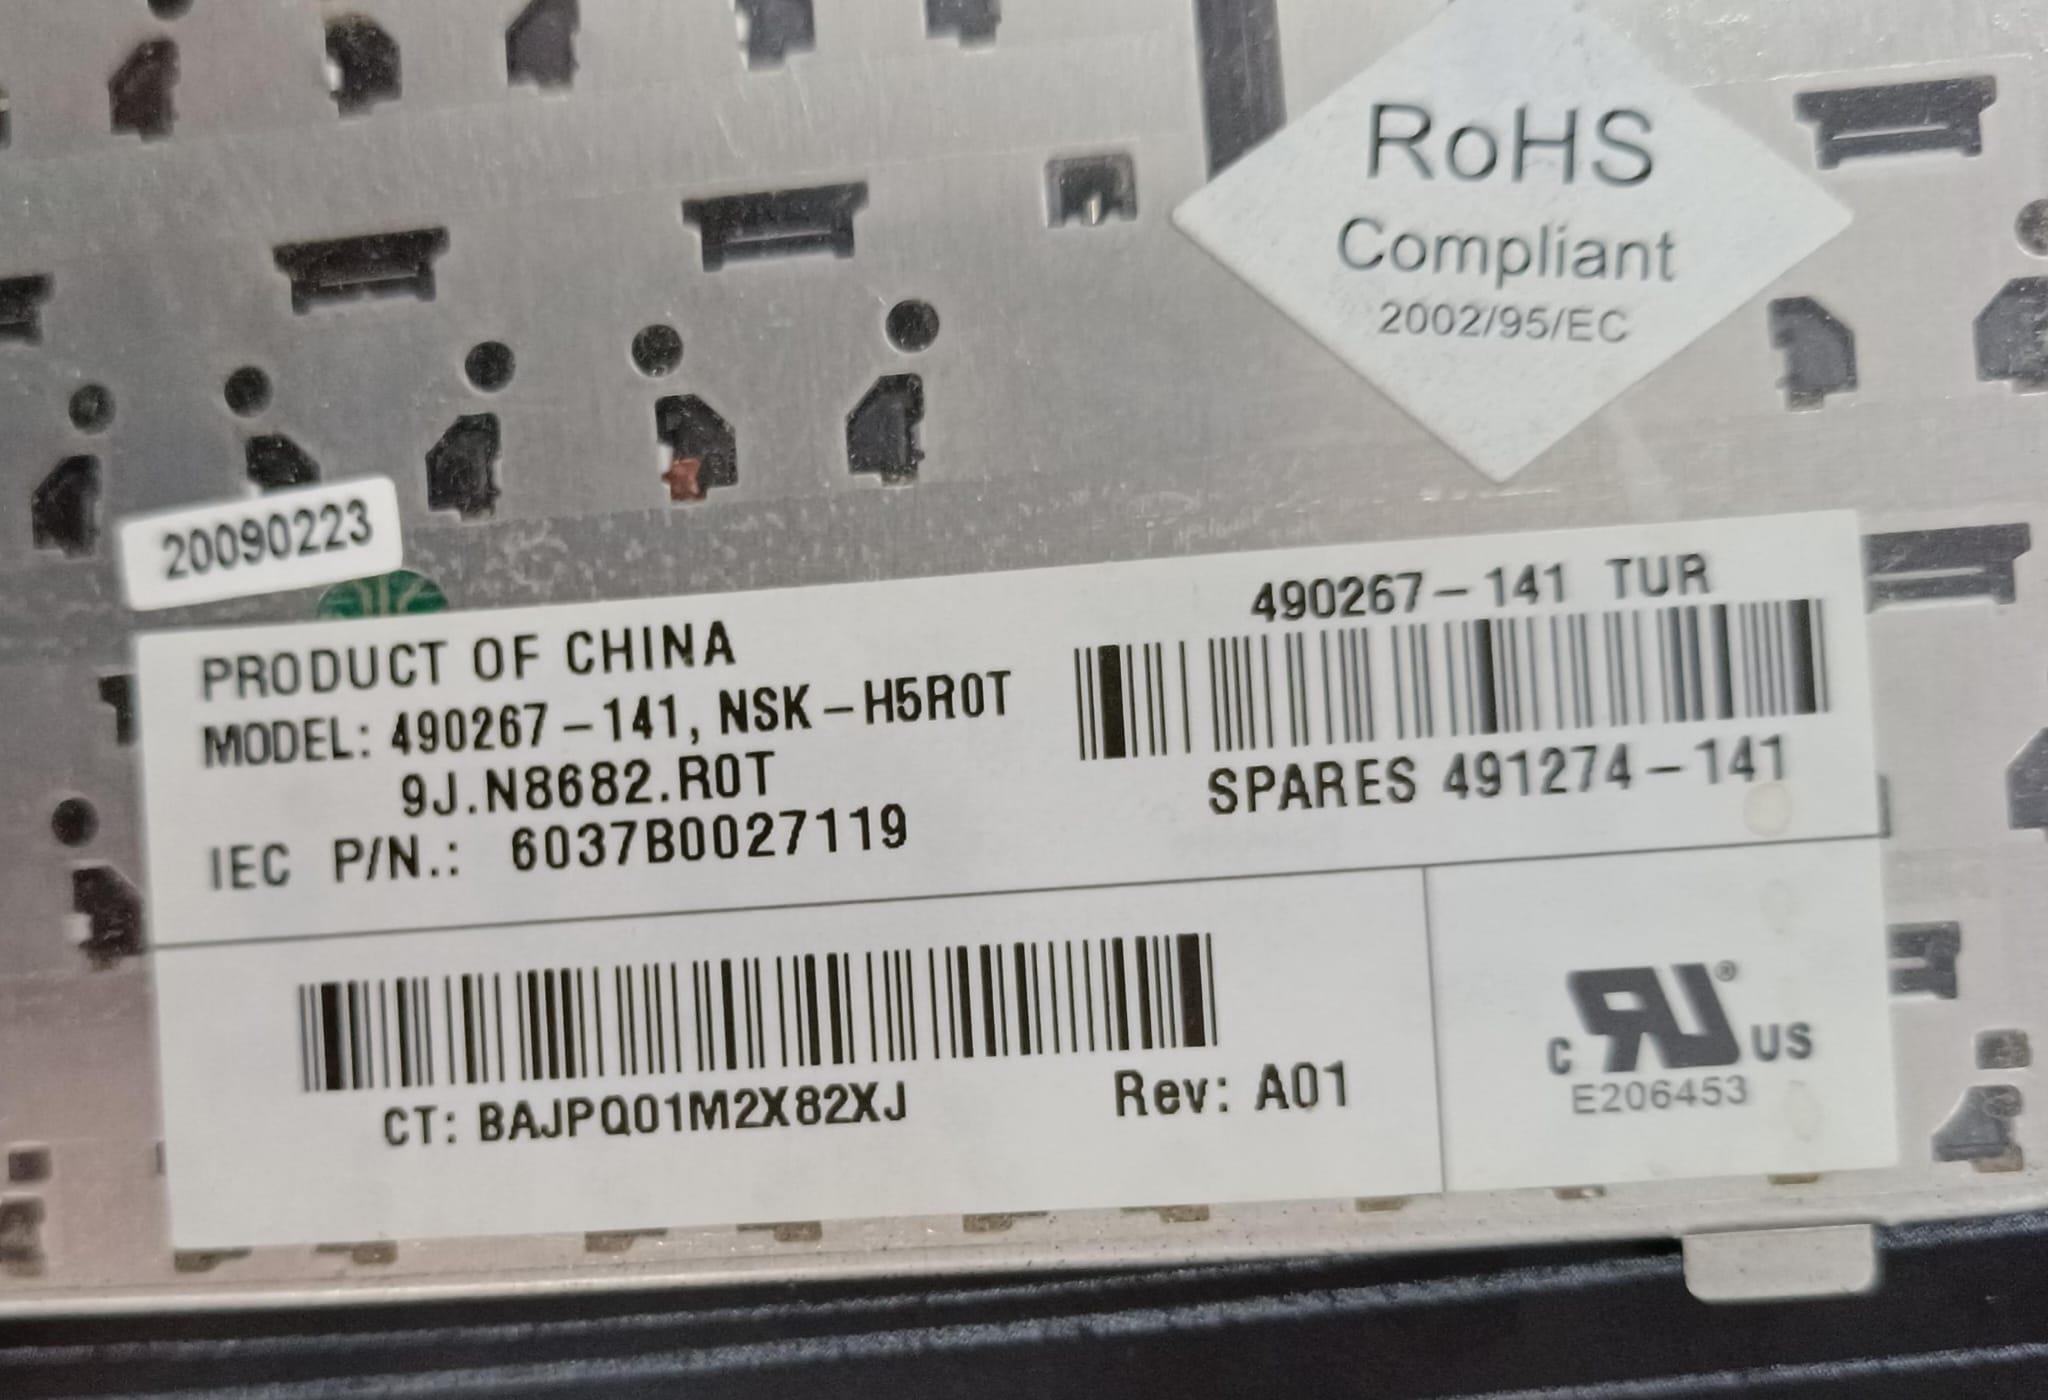 RoHS
Compliant
2002/95/EC
20090223
PRODUCT OF CHINA
MODEL: 490267-141, NSK-H5R0T
9J.N8682.R0T
IEC P/N.: 6037B0027119
490267-141 TUR
SPARES 491274-141
CT: BAJPQ01M2X82XJ
Rev: A01
C RU ® US
E206453